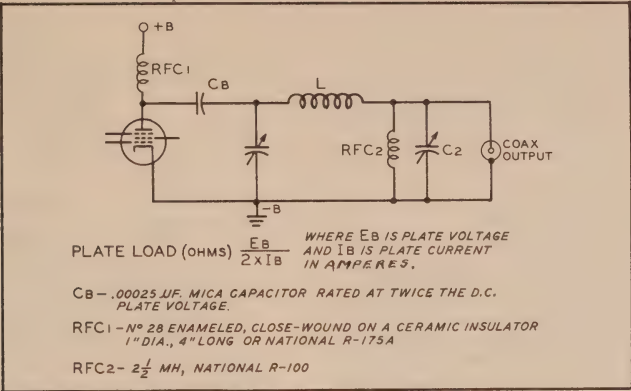 +B
RFC1
CB
L
RFC2
C2
COAX
OUTPUT
-B
PLATE LOAD (OHMS) EB / 2 x IB WHERE EB IS PLATE VOLTAGE
AND IB IS PLATE CURRENT
IN AMPERES.
CB - .00025 UF. MICA CAPACITOR RATED AT TWICE THE D.C.
PLATE VOLTAGE.
RFC1 - Nº 28 ENAMELED, CLOSE-WOUND ON A CERAMIC INSULATOR
1" DIA., 4" LONG OR NATIONAL R-175A
RFC2 - 2 1/2 MH, NATIONAL R-100